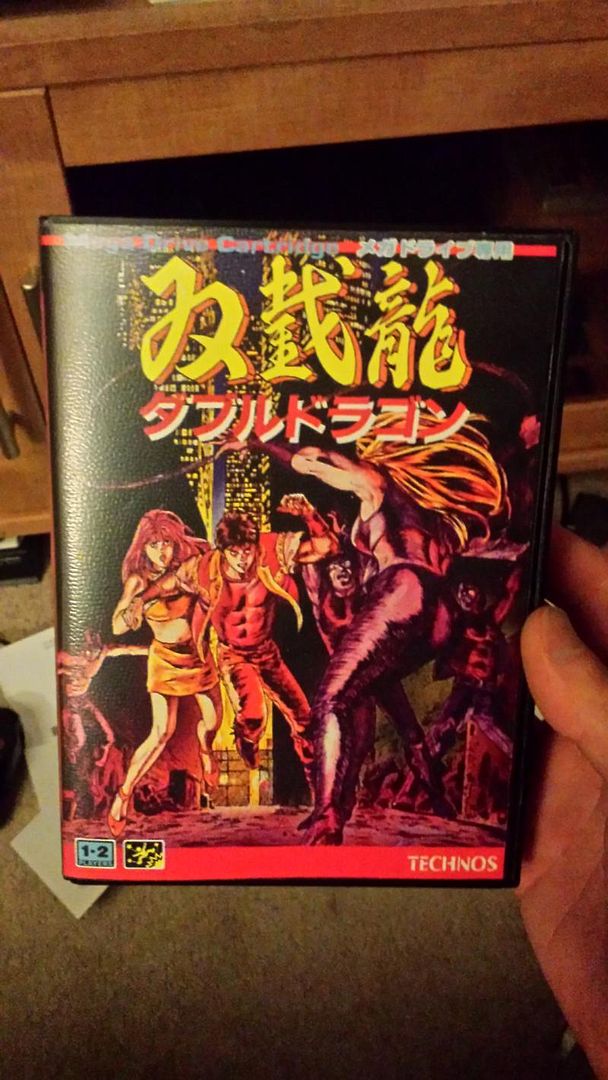 Mega Drive Cartridge メガドライブ専用
双截龍
ダブルドラゴン
1-2
PLAYERS
TECHNOS